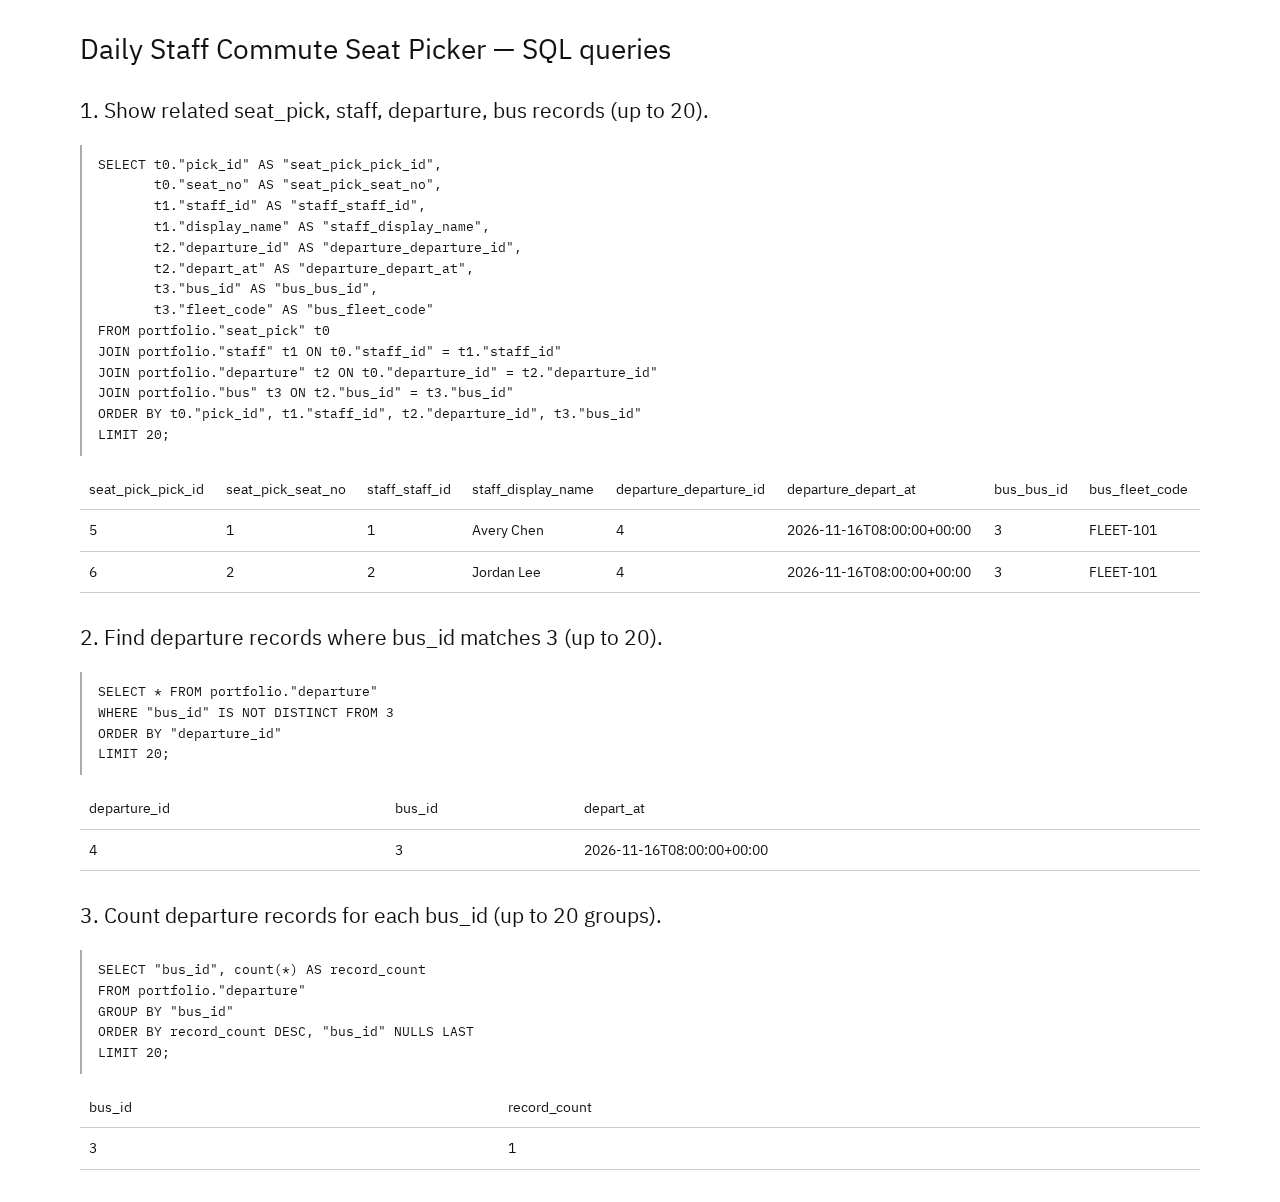 Daily Staff Commute Seat Picker — SQL queries
1. Show related seat_pick, staff, departure, bus records (up to 20).
SELECT t0."pick_id" AS "seat_pick_pick_id",
t0."seat_no" AS "seat_pick_seat_no",
t1."staff_id" AS "staff_staff_id",
t1."display_name" AS "staff_display_name",
t2."departure_id" AS "departure_departure_id",
t2."depart_at" AS "departure_depart_at",
t3."bus_id" AS "bus_bus_id",
t3."fleet_code" AS "bus_fleet_code"
FROM portfolio."seat_pick" t0
JOIN portfolio."staff" t1 ON t0."staff_id" = t1."staff_id"
JOIN portfolio."departure" t2 ON t0."departure_id" = t2."departure_id"
JOIN portfolio."bus" t3 ON t2."bus_id" = t3."bus_id"
ORDER BY t0."pick_id", t1."staff_id", t2."departure_id", t3."bus_id"
LIMIT 20;
seat_pick_pick_id seat_pick_seat_no staff_staff_id staff_display_name departure_departure_id departure_depart_at bus_bus_id bus_fleet_code
5 1 1 Avery Chen 4 2026-11-16T08:00:00+00:00 3 FLEET-101
6 2 2 Jordan Lee 4 2026-11-16T08:00:00+00:00 3 FLEET-101
2. Find departure records where bus_id matches 3 (up to 20).
SELECT * FROM portfolio."departure"
WHERE "bus_id" IS NOT DISTINCT FROM 3
ORDER BY "departure_id"
LIMIT 20;
departure_id bus_id depart_at
4 3 2026-11-16T08:00:00+00:00
3. Count departure records for each bus_id (up to 20 groups).
SELECT "bus_id", count(*) AS record_count
FROM portfolio."departure"
GROUP BY "bus_id"
ORDER BY record_count DESC, "bus_id" NULLS LAST
LIMIT 20;
bus_id record_count
3 1